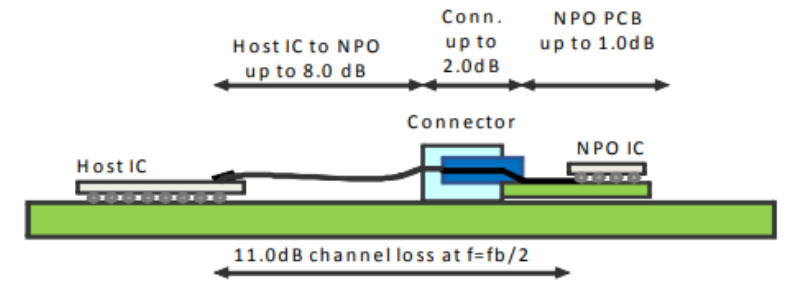 Host IC to NPO
up to 8.0 dB
Conn.
up to
2.0dB
NPO PCB
up to 1.0dB
Connector
Host IC
NPO IC
11.0dB channel loss at f=fb/2